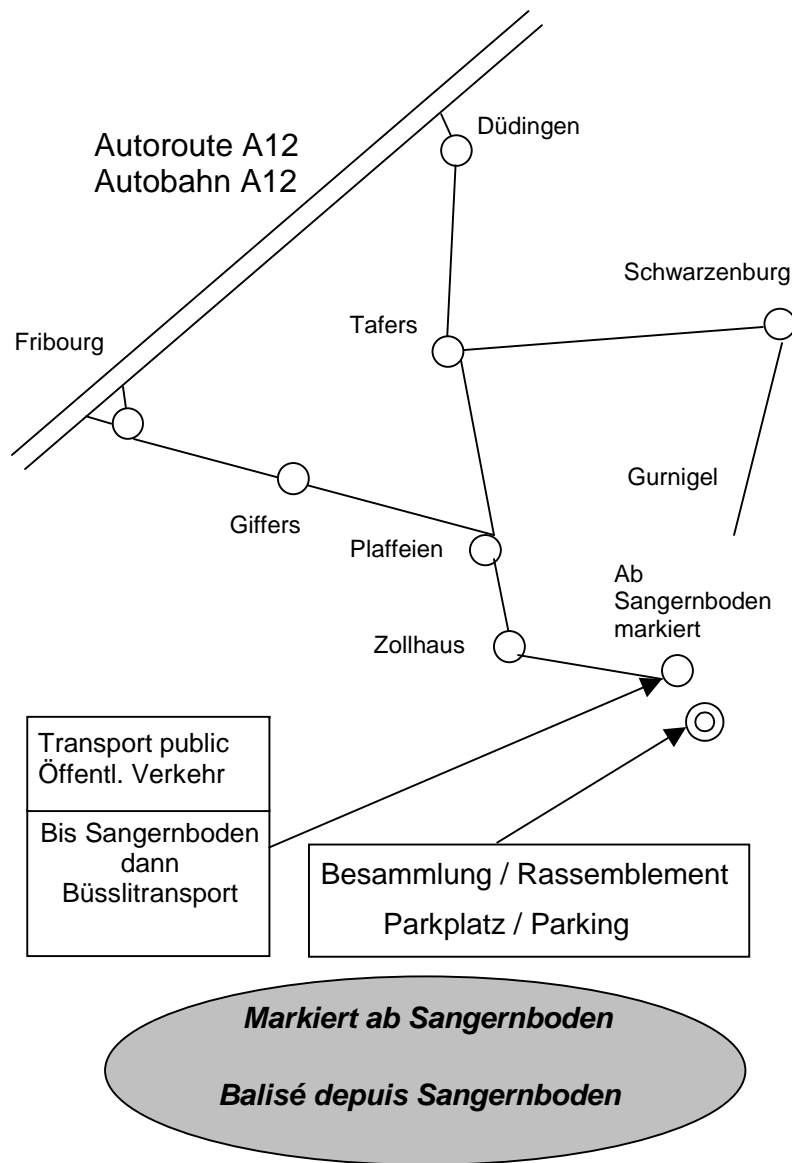 Düdingen
Autoroute A12
Autobahn A12
Schwarzenburg
Tafers
Fribourg
Gurnigel
Giffers
Plaffeien
Ab
Sangernboden
markiert
Zollhaus
Transport public
Öffentl. Verkehr
Bis Sangernboden
dann
Büsslitransport
Besammlung / Rassemblement
Parkplatz / Parking
Markiert ab Sangernboden
Balisé depuis Sangernboden